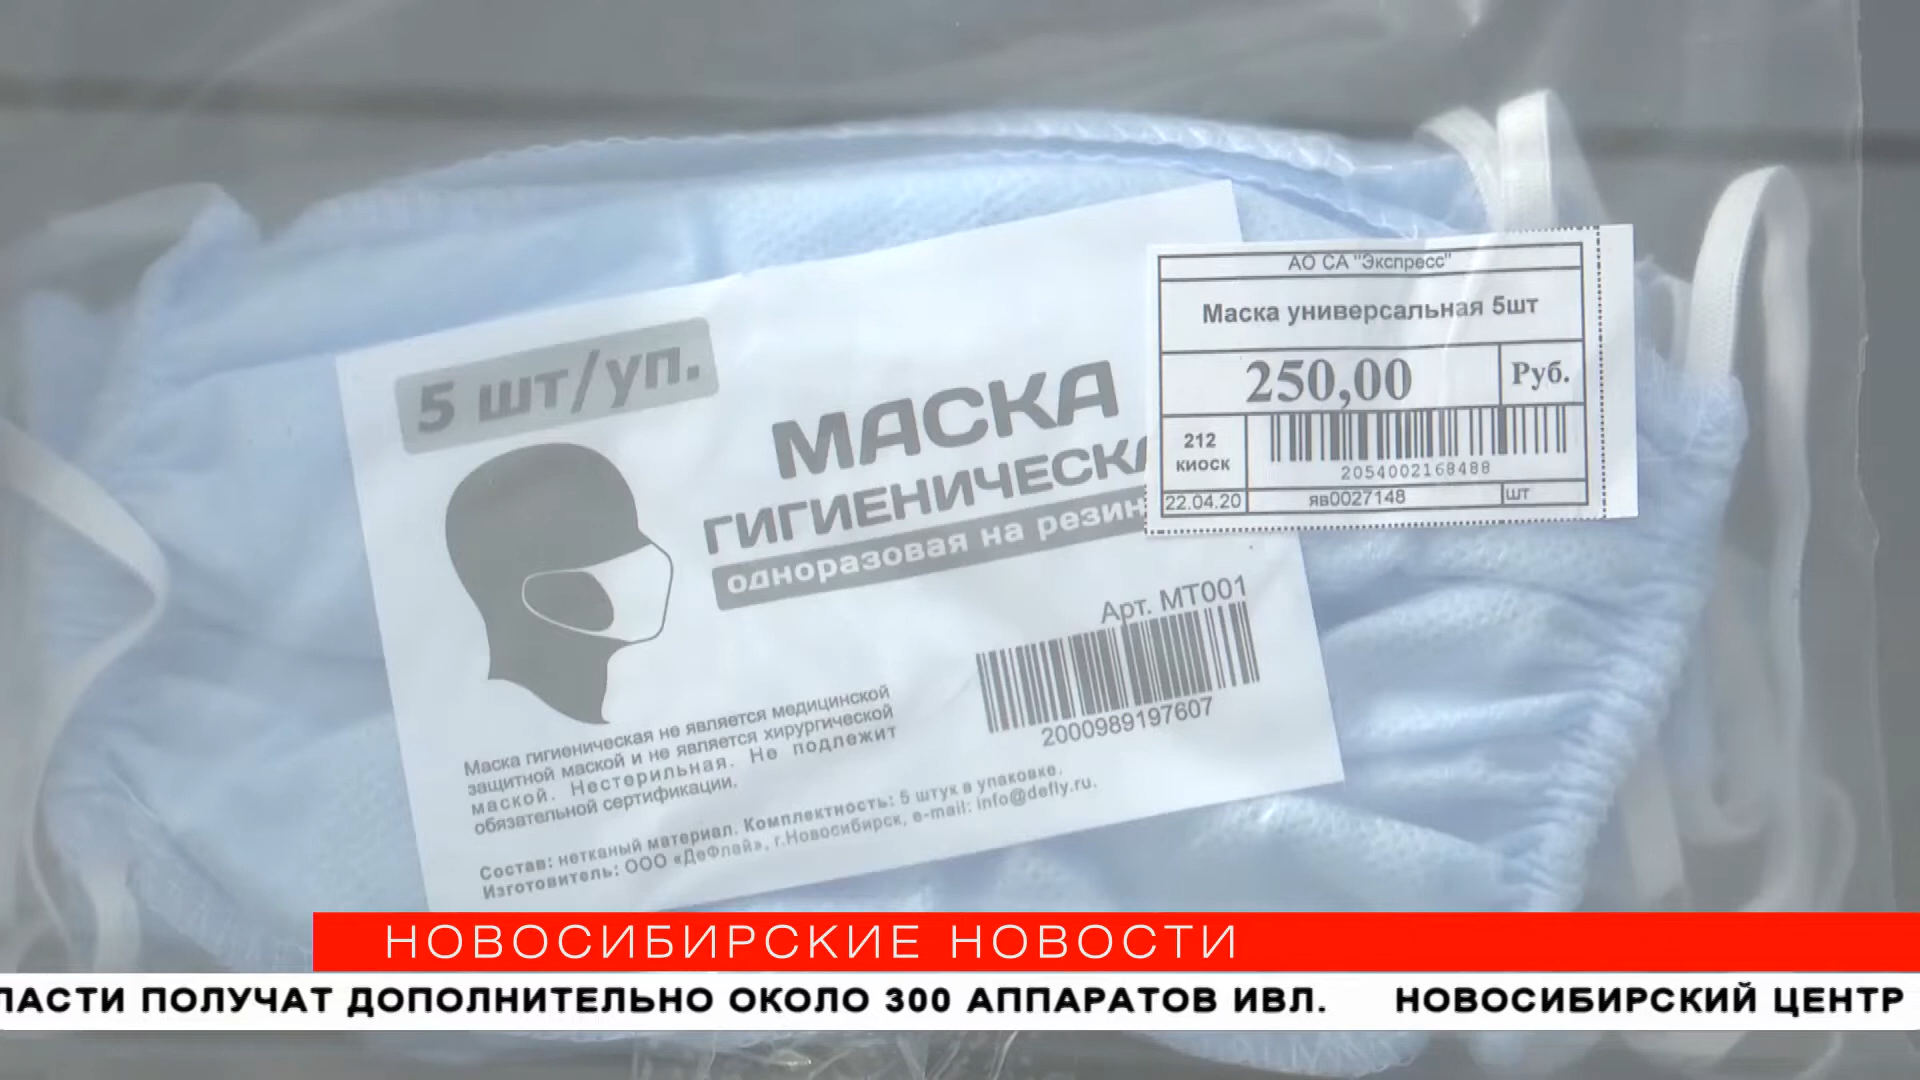 5 шт/уп.
МАСКА
ГИГИЕНИЧЕСКА
одноразовая на резин
Арт. МТ001
2000989197607
Маска гигиеническая не является медицинской
защитной маской и не является хирургической
маской. Нестерильная. Не подлежит
обязательной сертификации.
Состав: нетканый материал. Комплектность: 5 штук в упаковке.
Изготовитель: ООО «ДеФлай», г.Новосибирск, e-mail: info@defly.ru.
АО СА "Экспресс"
Маска универсальная 5шт
250,00 Руб.
212
киоск
2054002168488
22.04.20 яв0027148 шт
НОВОСИБИРСКИЕ НОВОСТИ
ЛАСТИ ПОЛУЧАТ ДОПОЛНИТЕЛЬНО ОКОЛО 300 АППАРАТОВ ИВЛ. НОВОСИБИРСКИЙ ЦЕНТР